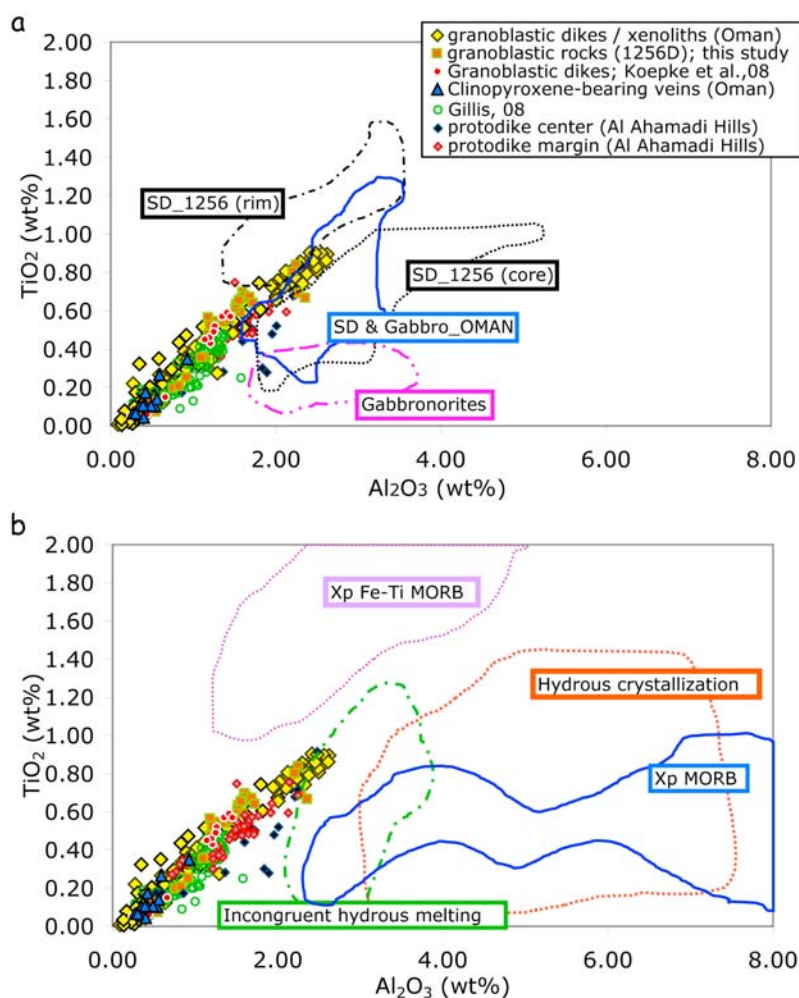 a
2.00
1.80
1.60
1.40
1.20
1.00
0.80
0.60
0.40
0.20
0.00
TiO2 (wt%)
granoblastic dikes / xenoliths (Oman)
granoblastic rocks (1256D); this study
Granoblastic dikes; Koepke et al.,08
Clinopyroxene-bearing veins (Oman)
Gillis, 08
protodike center (Al Ahamadi Hills)
protodike margin (Al Ahamadi Hills)
SD_1256 (rim)
SD_1256 (core)
SD & Gabbro_OMAN
Gabbronorites
0.00 2.00 4.00 6.00 8.00
Al2O3 (wt%)
b
2.00
1.80
1.60
1.40
1.20
1.00
0.80
0.60
0.40
0.20
0.00
TiO2 (wt%)
Xp Fe-Ti MORB
Hydrous crystallization
Xp MORB
Incongruent hydrous melting
0.00 2.00 4.00 6.00 8.00
Al2O3 (wt%)